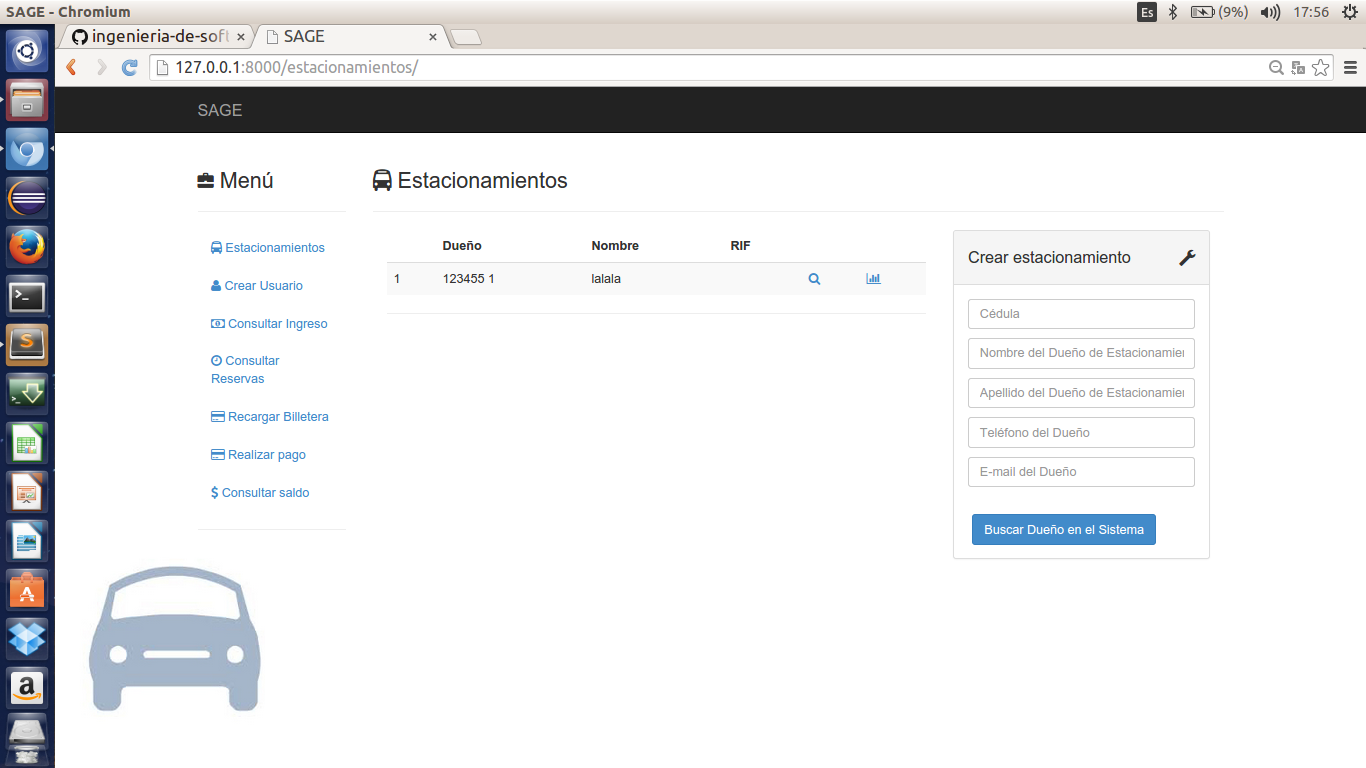 SAGE - Chromium
Es
(9%)
17:56
ingenieria-de-soft
SAGE
127.0.0.1:8000/estacionamientos/
SAGE
Menú
Estacionamientos
Crear Usuario
Consultar Ingreso
Consultar
Reservas
Recargar Billetera
Realizar pago
$ Consultar saldo
Estacionamientos
Dueño Nombre RIF
1 123455 1 lalala
Crear estacionamiento
Cédula
Nombre del Dueño de Estacionamien
Apellido del Dueño de Estacionamien
Teléfono del Dueño
E-mail del Dueño
Buscar Dueño en el Sistema